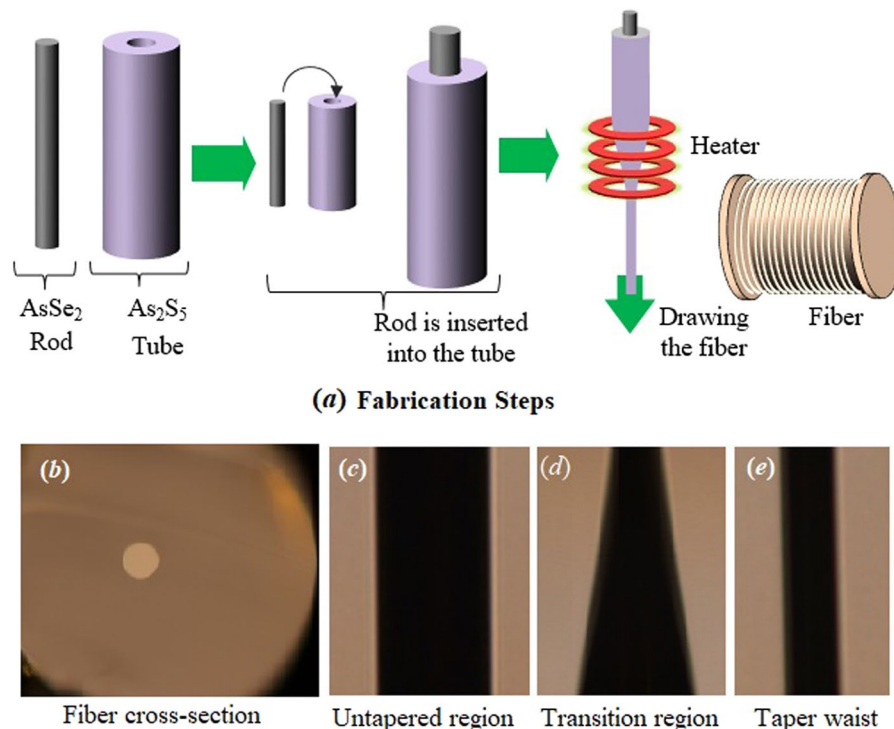 Heater
AsSe₂
Rod
As₂S₅
Tube
Rod is inserted
into the tube
Drawing
the fiber
Fiber
(a) Fabrication Steps
(b)
(c)
(d)
(e)
Fiber cross-section
Untapered region
Transition region
Taper waist